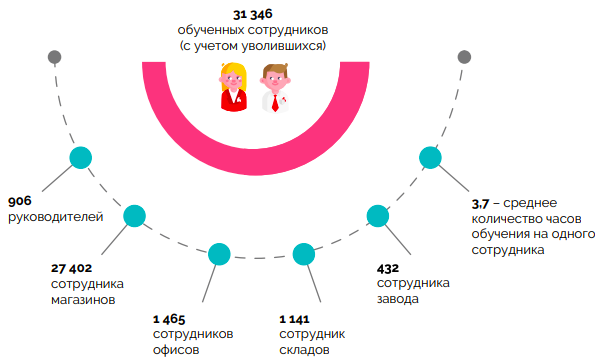 31 346
обученных сотрудников
(с учетом уволившихся)
906
руководителей
27 402
сотрудника
магазинов
1 465
сотрудников
офисов
1 141
сотрудник
складов
432
сотрудника
завода
3,7 – среднее
количество часов
обучения на одного
сотрудника